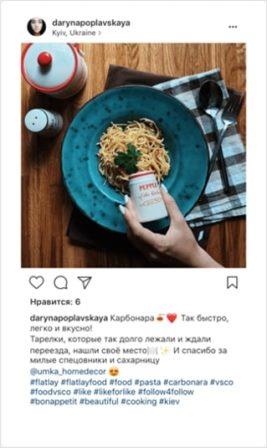 darynapoplavskaya
Kyiv, Ukraine >
PEPPER
Нравится: 6
darynapoplavskaya Карбонара🍝❤️ Так быстро,
легко и вкусно!
Тарелки, которые так долго лежали и ждали
переезда, нашли своё место🍽✨ И спасибо за
милые спецовники и сахарницу
@umka_homedecor 😍
#flatlay #flatlayfood #food #pasta #carbonara #vsco
#foodvsco #like #likeforlike #follow4follow
#bonappetit #beautiful #cooking #kiev